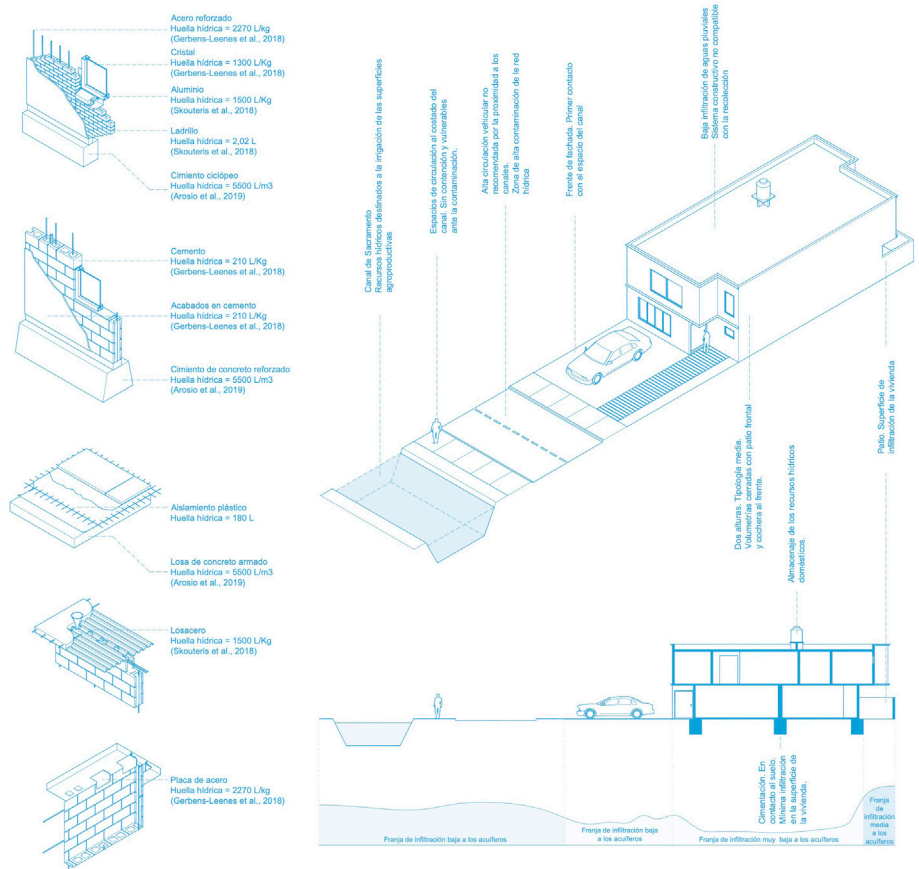 Acero reforzado
Huella hídrica = 2270 L/kg
(Gerbens-Leenes et al., 2018)
Cristal
Huella hídrica = 1300 L/Kg
(Gerbens-Leenes et al., 2018)
Aluminio
Huella hídrica = 1500 L/Kg
(Skouteris et al., 2018)
Ladrillo
Huella hídrica = 2,02 L
(Skouteris et al., 2018)
Cimiento ciclópeo
Huella hídrica = 5500 L/m3
(Arosio et al., 2019)
Cemento
Huella hídrica = 210 L/Kg
(Gerbens-Leenes et al., 2018)
Acabados en cemento
Huella hídrica = 210 L/Kg
(Gerbens-Leenes et al., 2018)
Cimiento de concreto reforzado
Huella hídrica = 5500 L/m3
(Arosio et al., 2019)
Aislamiento plástico
Huella hídrica = 180 L
Losa de concreto armado
Huella hídrica = 5500 L/m3
(Arosio et al., 2019)
Losacero
Huella hídrica = 1500 L/Kg
(Skouteris et al., 2018)
Placa de acero
Huella hídrica = 2270 L/kg
(Gerbens-Leenes et al., 2018)
Canal de Sacramento
Recursos hídricos destinados a la irrigación de las superficies
agroproductivas
Espacios de circulación al costado del
canal. Sin contención y vulnerables
ante la contaminación.
Alta circulación vehicular no
recomendada por la proximidad a los
canales.
Zona de alta contaminación de le red
hídrica
Frente de fachada. Primer contacto
con el espacio del canal
Baja infiltración de aguas pluviales
Sistema constructivo no compatible
con la recolección
Dos alturas. Tipología media.
Volumetrías cerradas con patio frontal
y cochera al frente.
Almacenaje de los recursos hídricos
domésticos.
Patio. Superficie de
infiltración de la vivienda
Cimentación. En
contacto al suelo.
Mínima infiltración
en la superficie de
la vivienda.
Franja de infiltración baja a los acuíferos
Franja de infiltración baja
a los acuíferos
Franja de infiltración muy baja a los acuíferos
Franja
de
infiltración
media
a los
acuíferos